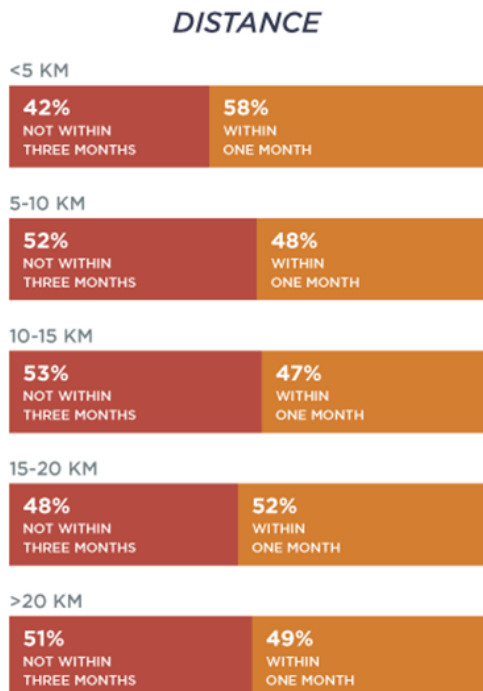 DISTANCE
<5 KM
42% 58%
NOT WITHIN WITHIN
THREE MONTHS ONE MONTH
5-10 KM
52% 48%
NOT WITHIN WITHIN
THREE MONTHS ONE MONTH
10-15 KM
53% 47%
NOT WITHIN WITHIN
THREE MONTHS ONE MONTH
15-20 KM
48% 52%
NOT WITHIN WITHIN
THREE MONTHS ONE MONTH
>20 KM
51% 49%
NOT WITHIN WITHIN
THREE MONTHS ONE MONTH